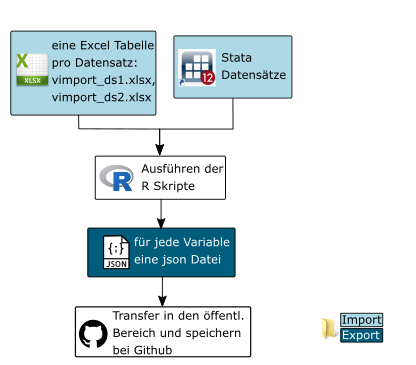 eine Excel Tabelle
pro Datensatz:
vimport_ds1.xlsx,
vimport_ds2.xlsx
X
XLSX
Stata
Datensätze
12
Ausführen der
R Skripte
R
für jede Variable
eine json Datei
{;}
JSON
Transfer in den öffentl.
Bereich und speichern
bei Github
Import
Export